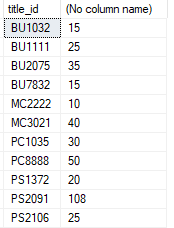 title_id (No column name)
BU1032 15
BU1111 25
BU2075 35
BU7832 15
MC2222 10
MC3021 40
PC1035 30
PC8888 50
PS1372 20
PS2091 108
PS2106 25